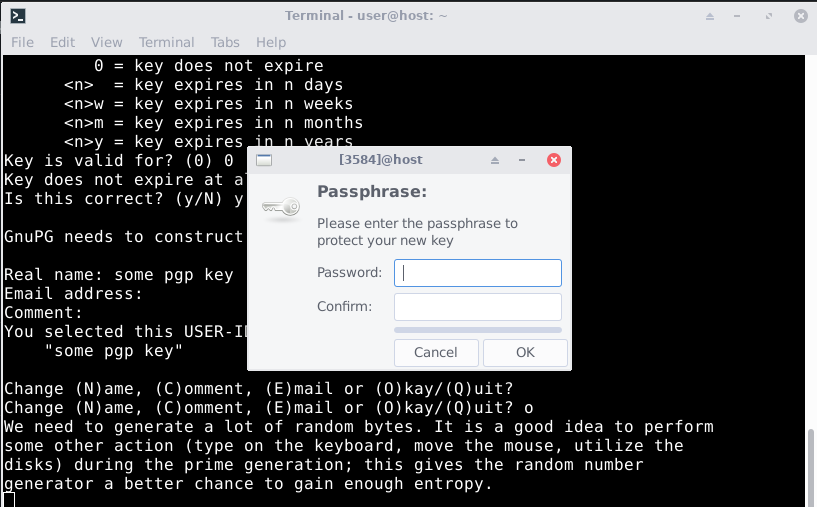 Terminal - user@host: ~
File Edit View Terminal Tabs Help
0 = key does not expire
<n>  = key expires in n days
<n>w = key expires in n weeks
<n>m = key expires in n months
<n>y = key expires in n years
Key is valid for? (0) 0
Key does not expire at al
Is this correct? (y/N) y
GnuPG needs to construct
Real name: some pgp key
Email address:
Comment:
You selected this USER-ID
"some pgp key"
Change (N)ame, (C)omment, (E)mail or (O)kay/(Q)uit?
Change (N)ame, (C)omment, (E)mail or (O)kay/(Q)uit? o
We need to generate a lot of random bytes. It is a good idea to perform
some other action (type on the keyboard, move the mouse, utilize the
disks) during the prime generation; this gives the random number
generator a better chance to gain enough entropy.
[3584]@host
Passphrase:
Please enter the passphrase to
protect your new key
Password:
Confirm:
Cancel OK